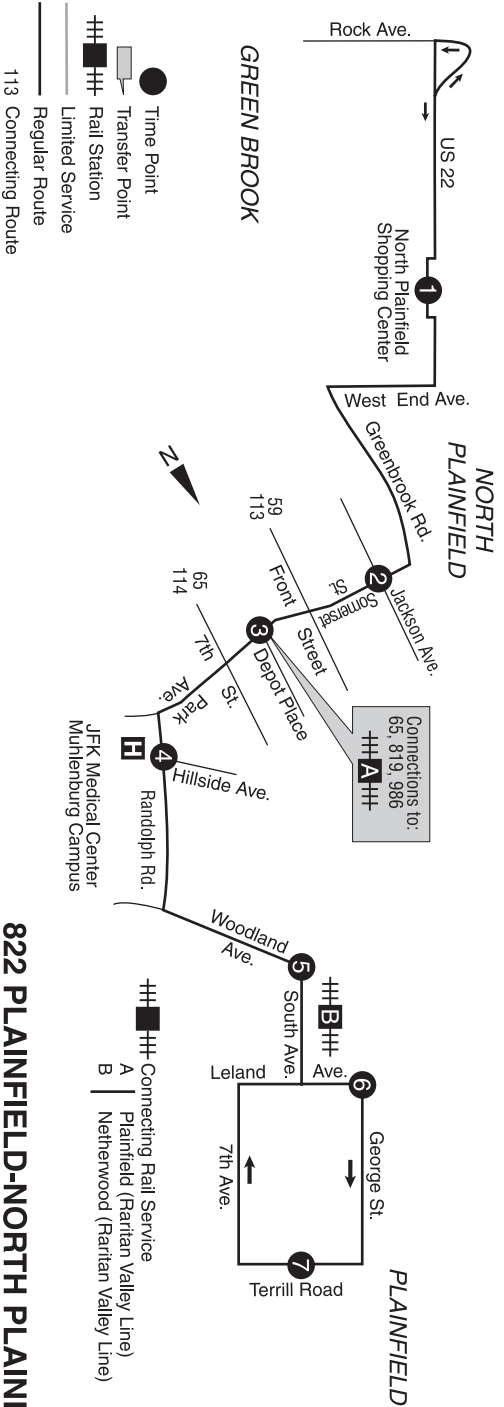 Rock Ave.
US 22
GREEN BROOK
North Plainfield
Shopping Center
1
West End Ave.
Greenbrook Rd.
NORTH
PLAINFIELD
Time Point
Transfer Point
Rail Station
Limited Service
Regular Route
113 Connecting Route
N
59
113
65
114
2
Jackson Ave.
Somerset
St
Front
Street
3
Depot Place
7th
St.
Park
Ave.
Connections to:
65, 819, 986
A
H
4
Hillside Ave.
JFK Medical Center
Muhlenburg Campus
Randolph Rd.
Woodland
Ave.
5
South Ave.
B
Leland
Ave.
6
George St.
7th Ave.
7
Terrill Road
PLAINFIELD
Connecting Rail Service
A Plainfield (Raritan Valley Line)
B Netherwood (Raritan Valley Line)
822 PLAINFIELD-NORTH PLAIN